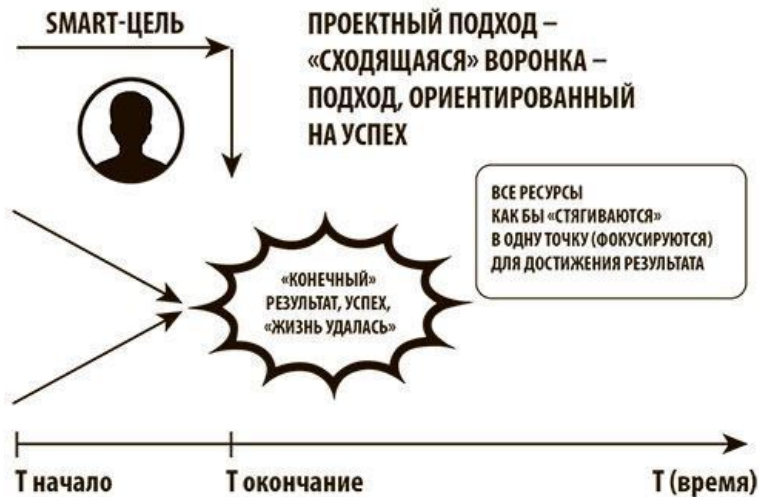 SMART-ЦЕЛЬ
ПРОЕКТНЫЙ ПОДХОД –
«СХОДЯЩАЯСЯ» ВОРОНКА –
ПОДХОД, ОРИЕНТИРОВАННЫЙ
НА УСПЕХ
ВСЕ РЕСУРСЫ
КАК БЫ «СТЯГИВАЮТСЯ»
В ОДНУ ТОЧКУ (ФОКУСИРУЮТСЯ)
ДЛЯ ДОСТИЖЕНИЯ РЕЗУЛЬТАТА
«КОНЕЧНЫЙ»
РЕЗУЛЬТАТ, УСПЕХ,
«ЖИЗНЬ УДАЛАСЬ»
Т начало
Т окончание
Т (время)